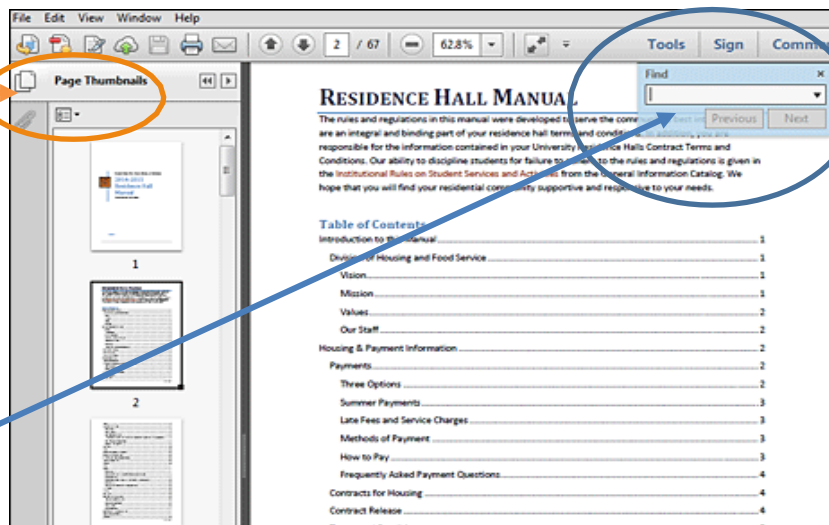 File Edit View Window Help
2 / 67 62.8% Tools Sign Comme
Page Thumbnails
Find
Previous Next
1
2
RESIDENCE HALL MANUAL
The rules and regulations in this manual were developed to serve the
are an integral and binding part of your residence hall terms and conditions. you are
responsible for the information contained in your University Residence Halls Contract Terms and
Conditions. Our ability to discipline students for failure to to the rules and regulations is given in
the Institutional Rules on Student Services and Activities from the General Information Catalog. We
hope that you will find your residential community supportive and responsive to your needs.
Table of Contents
Introduction to this Manual 1
Division of Housing and Food Service 1
Vision 1
Mission 1
Values 2
Our Staff 2
Housing & Payment Information 2
Payments 2
Three Options 2
Summer Payments 3
Late Fees and Service Charges 3
Methods of Payment 3
How to Pay 3
Frequently Asked Payment Questions 4
Contracts for Housing 4
Contract Release 4